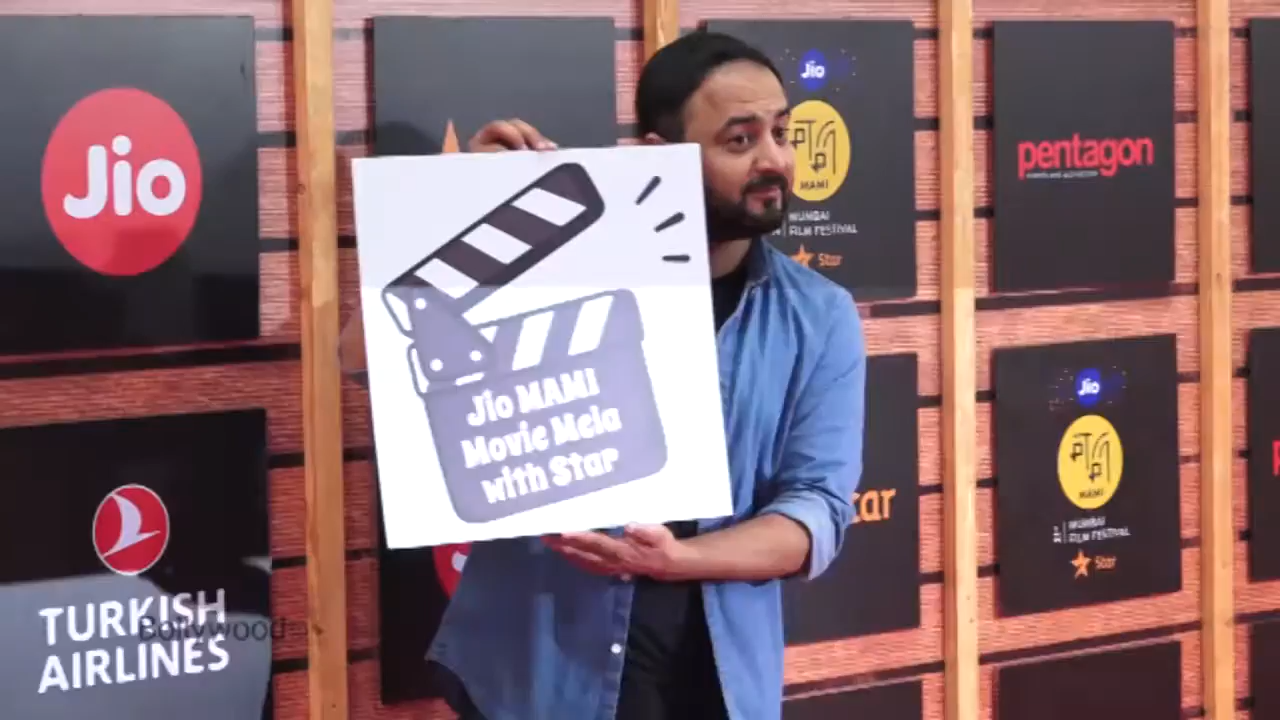 Jio
Jio
MAMI
MUMBAI
FILM FESTIVAL
Star
pentagon
Jio MAMI
Movie Mela
with Star
Jio
MAMI
MUMBAI
FILM FESTIVAL
Star
TURKISH
AIRLINES
Bollywood